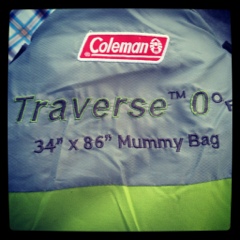 Coleman
Traverse™ 0°F
34" x 86" Mummy Bag